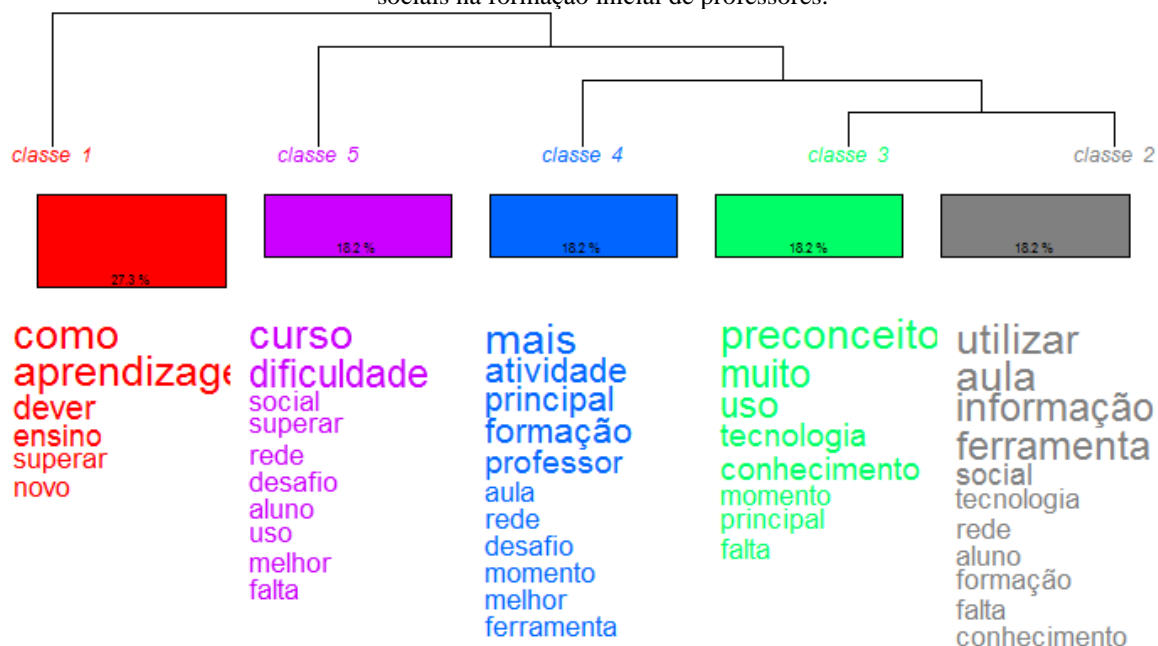 sociais na formação inicial de professores.
classe 1
classe 5
classe 4
classe 3
classe 2
27,3 %
18.2 %
18.2 %
18.2 %
18.2 %
como
aprendizage
dever
ensino
superar
novo
curso
dificuldade
social
superar
rede
desafio
aluno
uso
melhor
falta
mais
atividade
principal
formação
professor
aula
rede
desafio
momento
melhor
ferramenta
preconceito
muito
uso
tecnologia
conhecimento
momento
principal
falta
utilizar
aula
informação
ferramenta
social
tecnologia
rede
aluno
formação
falta
conhecimento